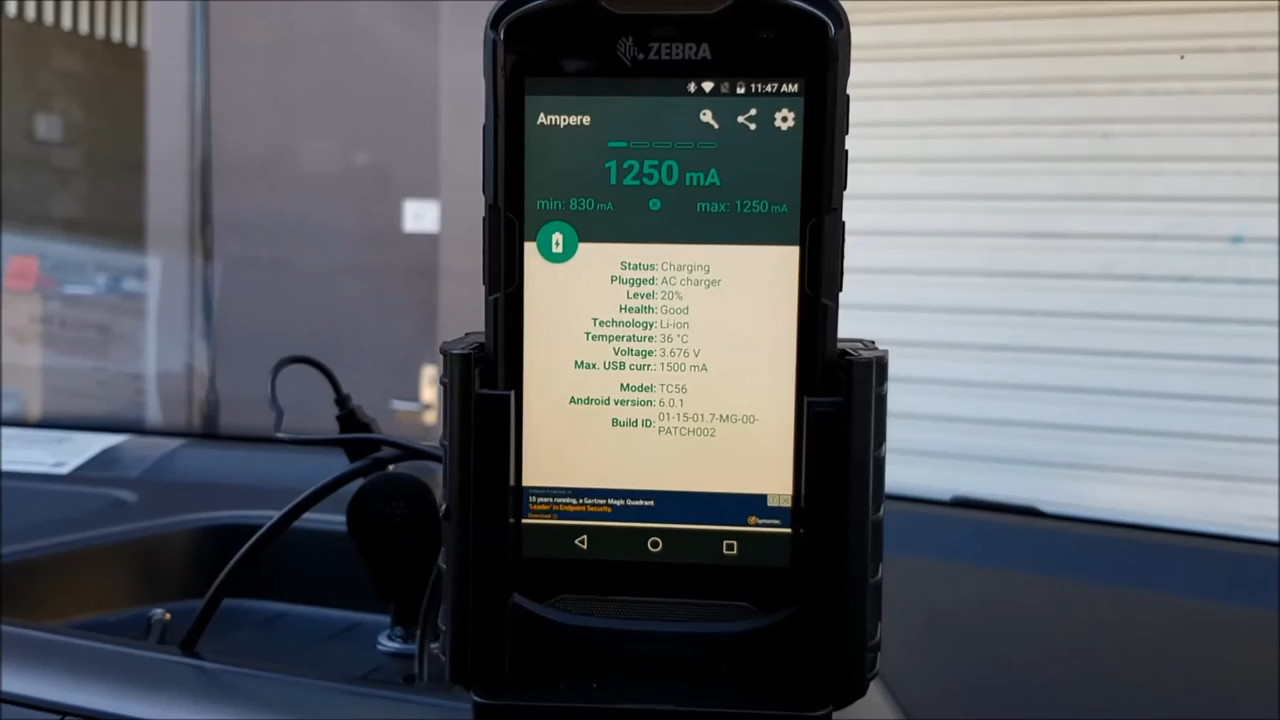 ZEBRA
11:47 AM
Ampere
1250 mA
min: 830 mA
max: 1250 mA
Status: Charging
Plugged: AC charger
Level: 20%
Health: Good
Technology: Li-ion
Temperature: 36 °C
Voltage: 3.676 V
Max. USB curr.: 1500 mA
Model: TC56
Android version: 6.0.1
Build ID: 01-15-01.7-MG-00-
PATCH002
15 years running, a Gartner Magic Quadrant
'Leader' in Endpoint Security.
Download
Symantec.